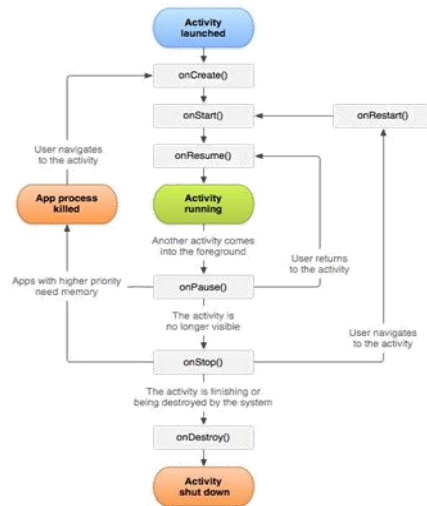 Activity
launched
onCreate()
onStart()
onRestart()
User navigates
to the activity
onResume()
App process
killed
Activity
running
Another activity comes
into the foreground
User returns
to the activity
Apps with higher priority
need memory
onPause()
The activity is
no longer visible
User navigates
to the activity
onStop()
The activity is finishing or
being destroyed by the system
onDestroy()
Activity
shut down